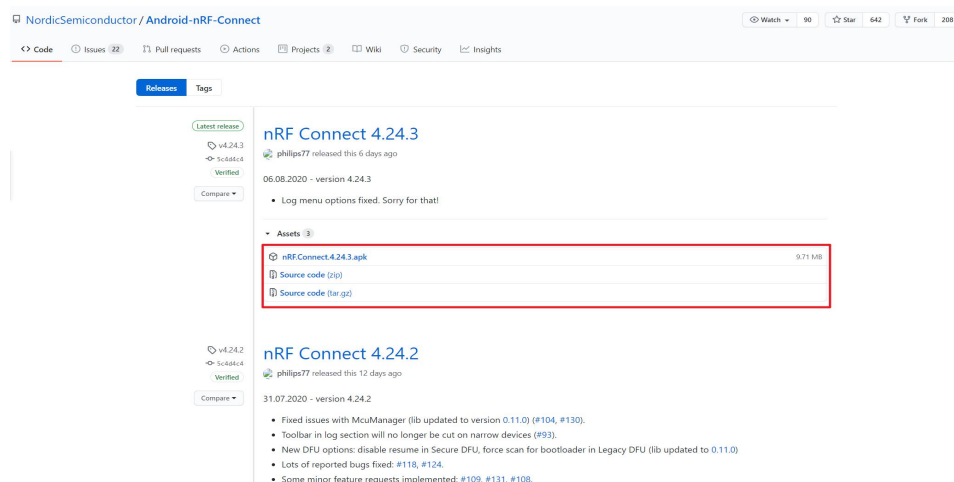 NordicSemiconductor / Android-nRF-Connect
Watch 90 Star 642 Fork 208
Code Issues 22 Pull requests Actions Projects 2 Wiki Security Insights
Releases Tags
Latest release
v4.24.3
5c4d4c4
Verified
Compare
nRF Connect 4.24.3
philips77 released this 6 days ago
06.08.2020 - version 4.24.3
• Log menu options fixed. Sorry for that!
Assets 3
nRF.Connect.4.24.3.apk 9.71 MB
Source code (zip)
Source code (tar.gz)
v4.24.2
5c4d4c4
Verified
Compare
nRF Connect 4.24.2
philips77 released this 12 days ago
31.07.2020 - version 4.24.2
• Fixed issues with McuManager (lib updated to version 0.11.0) (#104, #130).
• Toolbar in log section will no longer be cut on narrow devices (#93).
• New DFU options: disable resume in Secure DFU, force scan for bootloader in Legacy DFU (lib updated to 0.11.0)
• Lots of reported bugs fixed: #118, #124.
• Some minor feature requests implemented: #109, #131, #108.